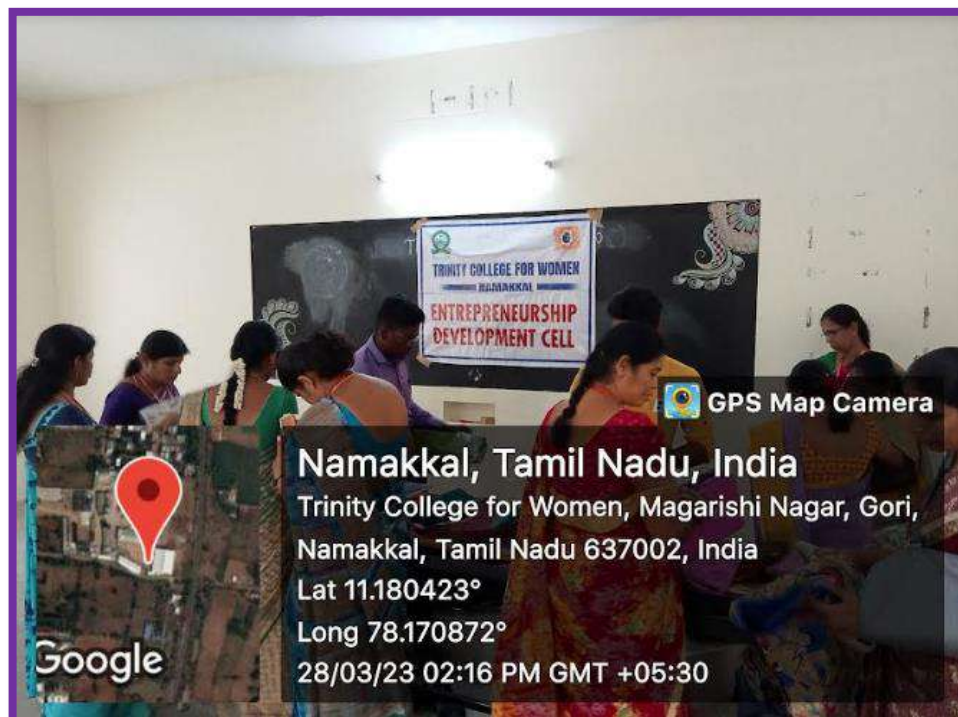 TRINITY COLLEGE FOR WOMEN
NAMAKKAL
ENTREPRENEURSHIP
DEVELOPMENT CELL
GPS Map Camera
Namakkal, Tamil Nadu, India
Trinity College for Women, Magarishi Nagar, Gori,
Namakkal, Tamil Nadu 637002, India
Lat 11.180423°
Long 78.170872°
28/03/23 02:16 PM GMT +05:30
Google